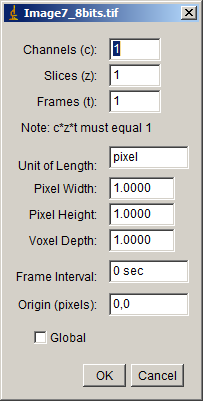 Image7_8bits.tif
Channels (c): 1
Slices (z): 1
Frames (t): 1
Note: c*z*t must equal 1
Unit of Length: pixel
Pixel Width: 1.0000
Pixel Height: 1.0000
Voxel Depth: 1.0000
Frame Interval: 0 sec
Origin (pixels): 0,0
Global
OK Cancel